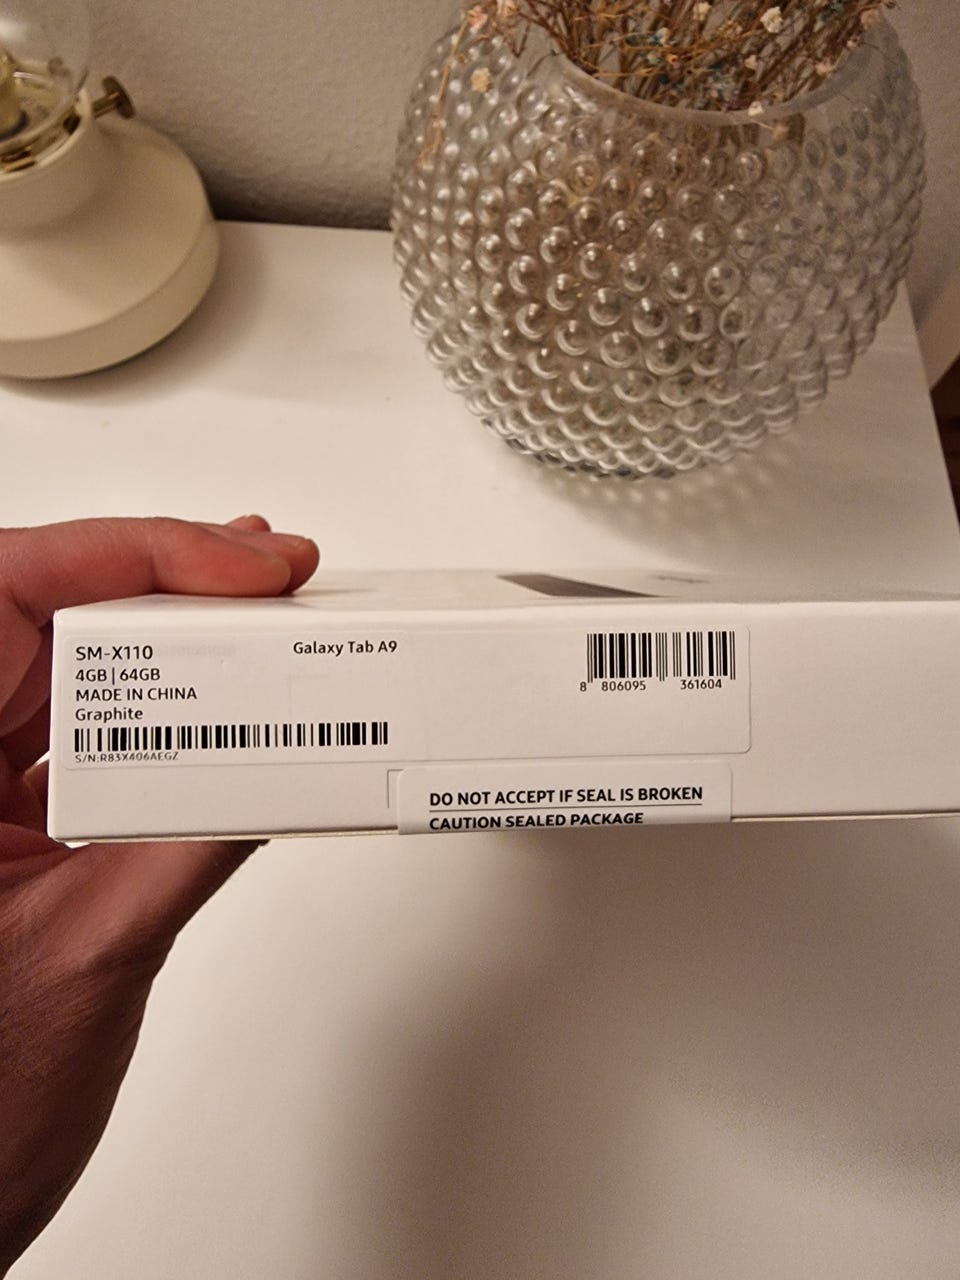 SM-X110
Galaxy Tab A9
4GB | 64GB
MADE IN CHINA
Graphite
S/N:R83X406AEGZ
8 806095 361604
DO NOT ACCEPT IF SEAL IS BROKEN
CAUTION SEALED PACKAGE